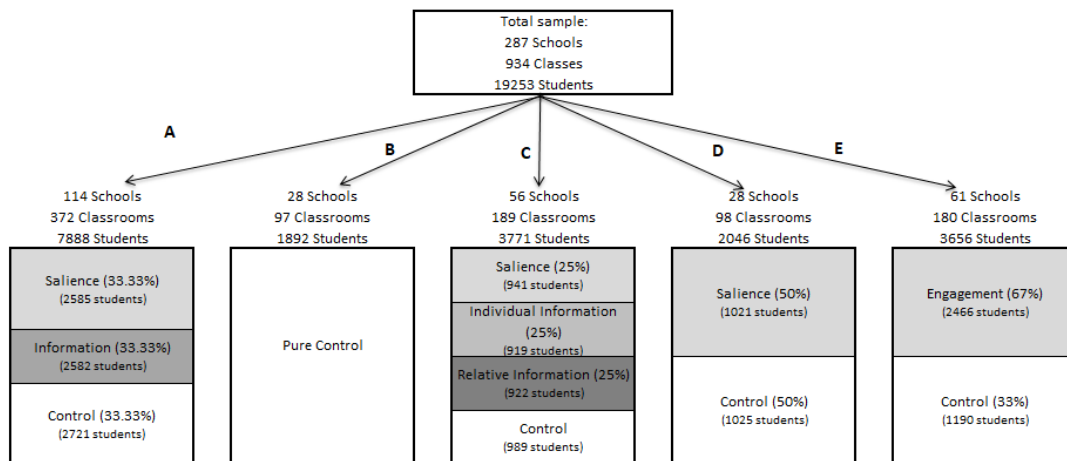 Total sample:
287 Schools
934 Classes
19253 Students
A
B
C
D
E
114 Schools
372 Classrooms
7888 Students
28 Schools
97 Classrooms
1892 Students
56 Schools
189 Classrooms
3771 Students
28 Schools
98 Classrooms
2046 Students
61 Schools
180 Classrooms
3656 Students
Salience (33.33%)
(2585 students)
Information (33.33%)
(2582 students)
Control (33.33%)
(2721 students)
Pure Control
Salience (25%)
(941 students)
Individual Information
(25%)
(919 students)
Relative Information (25%)
(922 students)
Control
(989 students)
Salience (50%)
(1021 students)
Control (50%)
(1025 students)
Engagement (67%)
(2466 students)
Control (33%)
(1190 students)